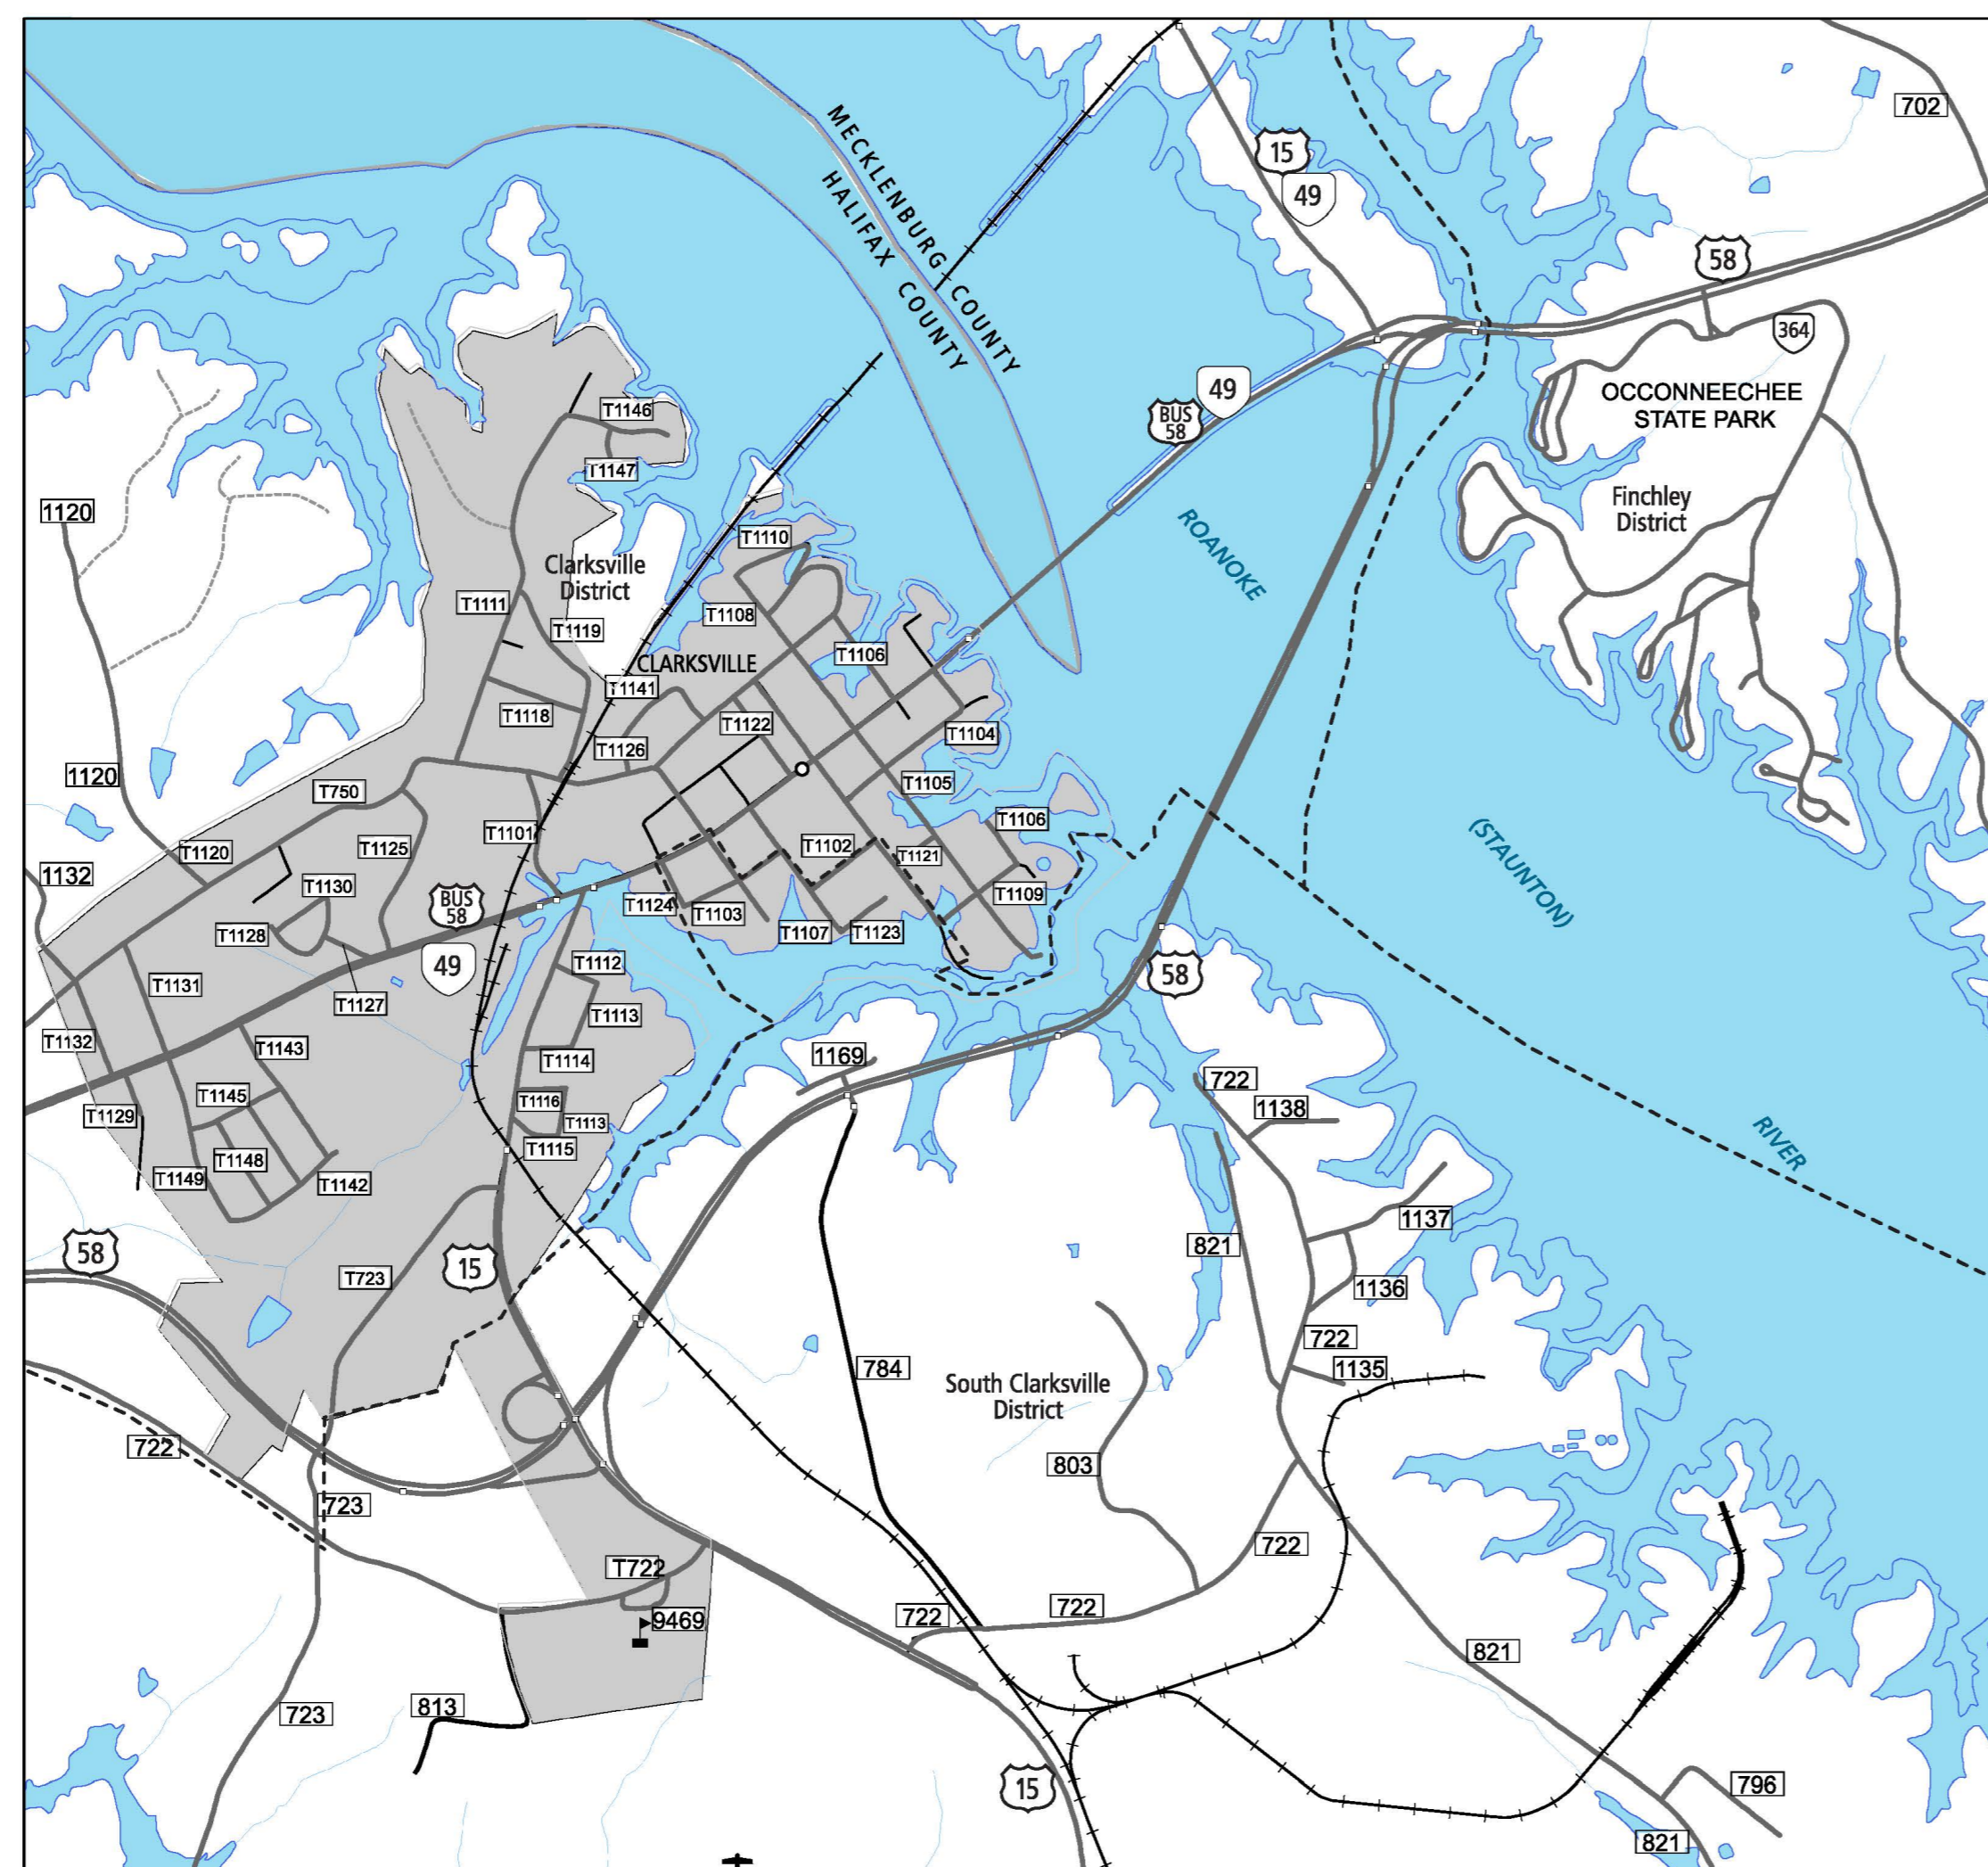 702
15
49
MECKLENBURG COUNTY
HALIFAX COUNTY
58
364
OCCONNEECHEE
STATE PARK
49
BUS
58
T1146
T1147
1120
Finchley
District
ROANOKE
T1110
Clarksville
District
T1111
T1108
T1119
T1106
CLARKSVILLE
T1141
T1118
T1122
T1104
T1126
1120
T1105
T750
(STAUNTON)
T1106
T1101
T1125
T1102
T1120
T1121
1132
T1130
T1109
BUS
58
T1124
T1103
T1128
T1107
T1123
49
T1112
58
T1131
T1127
T1113
T1132
T1143
T1114
1169
722
1138
RIVER
T1145
T1116
T1129
T1113
T1115
T1148
T1149
T1142
1137
58
821
15
T723
1136
722
1135
784
South Clarksville
District
722
803
723
722
T722
722
722
9469
821
813
723
15
796
821